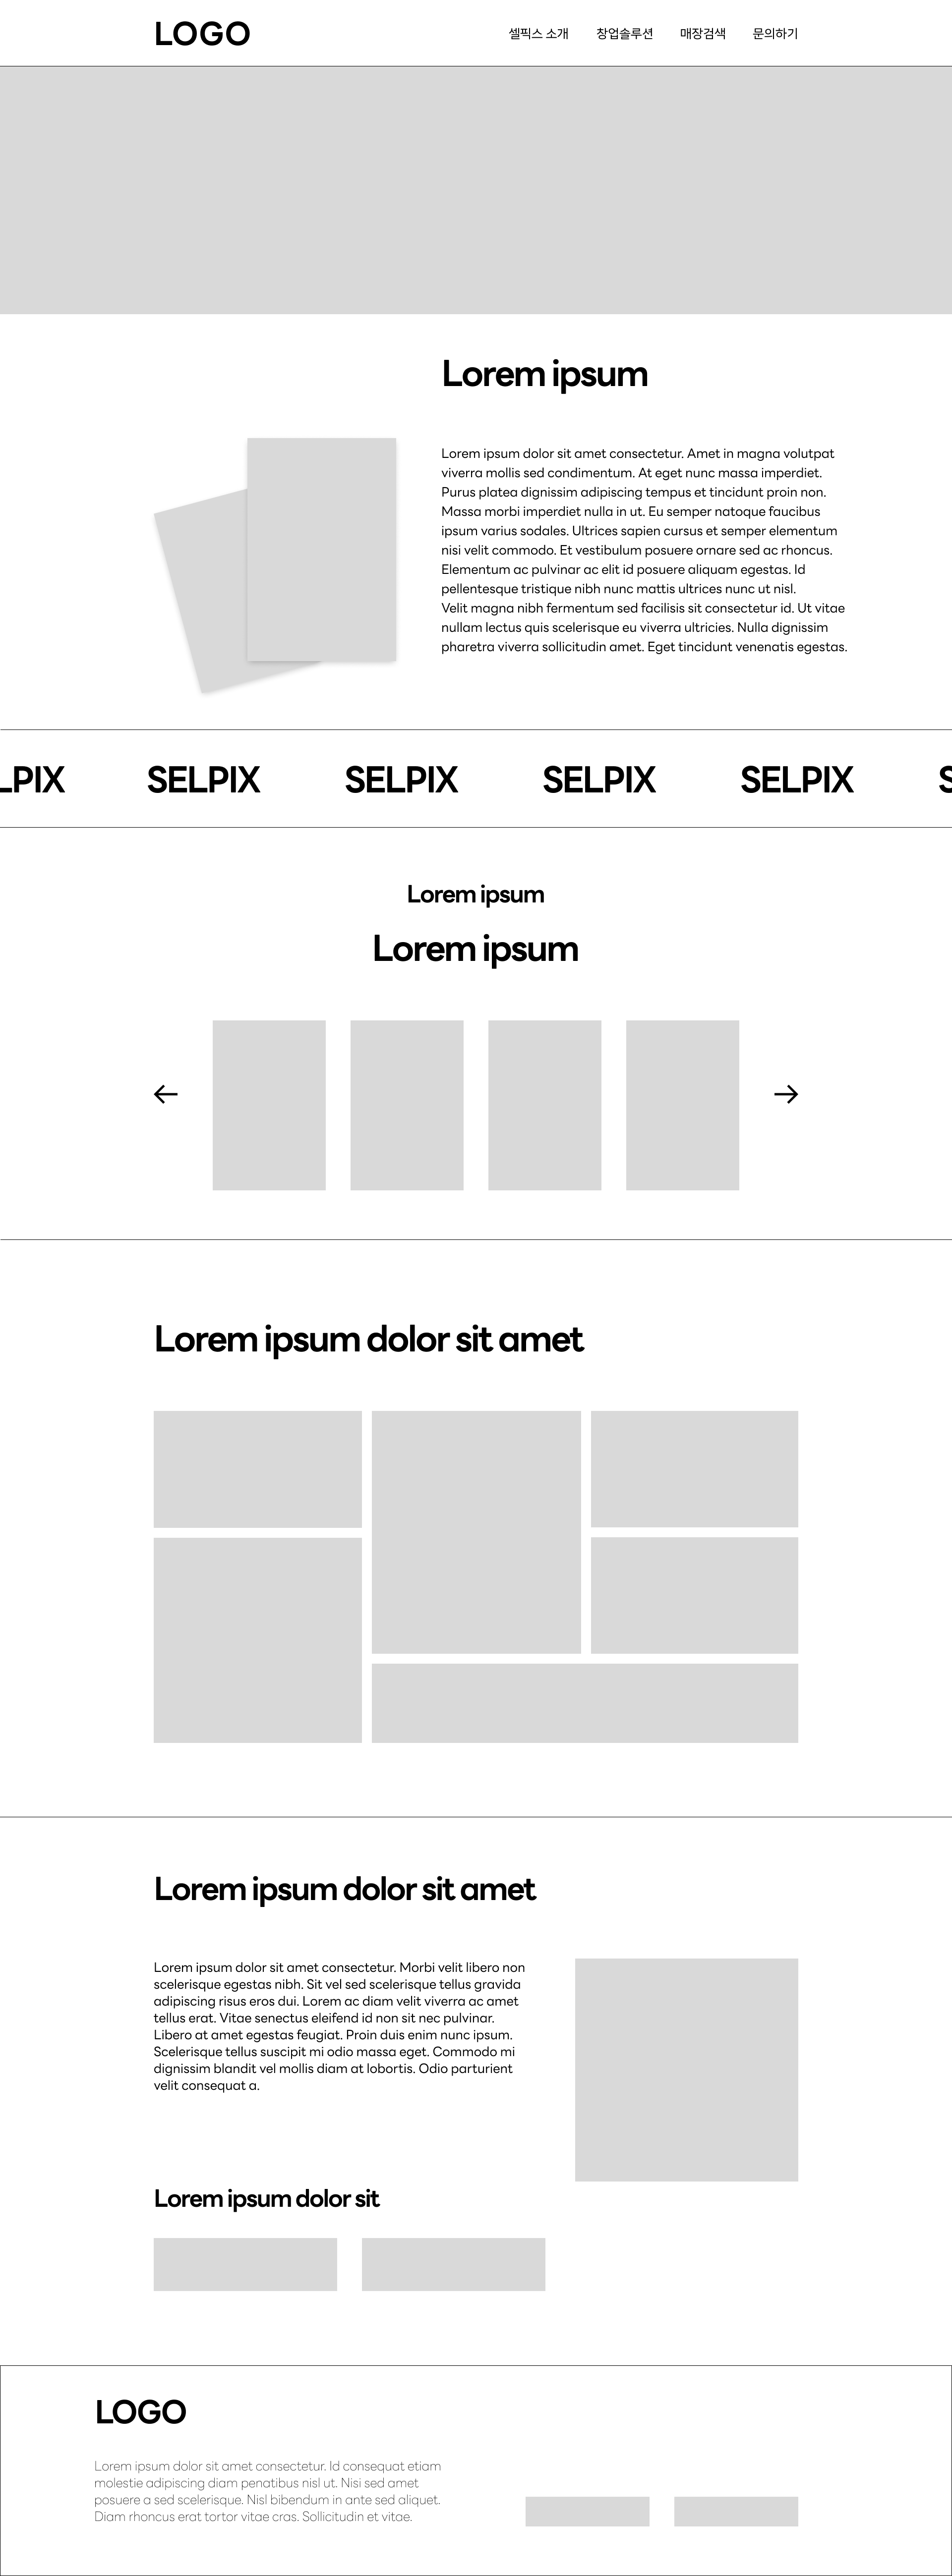 LOGO
셀픽스 소개 창업솔루션 매장검색 문의하기
Lorem ipsum
Lorem ipsum dolor sit amet consectetur. Amet in magna volutpat
viverra mollis sed condimentum. At eget nunc massa imperdiet.
Purus platea dignissim adipiscing tempus et tincidunt proin non.
Massa morbi imperdiet nulla in ut. Eu semper natoque faucibus
ipsum varius sodales. Ultrices sapien cursus et semper elementum
nisi velit commodo. Et vestibulum posuere ornare sed ac rhoncus.
Elementum ac pulvinar ac elit id posuere aliquam egestas. Id
pellentesque tristique nibh nunc mattis ultrices nunc ut nisl.
Velit magna nibh fermentum sed facilisis sit consectetur id. Ut vitae
nullam lectus quis scelerisque eu viverra ultricies. Nulla dignissim
pharetra viverra sollicitudin amet. Eget tincidunt venenatis egestas.
LPIX SELPIX SELPIX SELPIX SELPIX S
Lorem ipsum
Lorem ipsum
Lorem ipsum dolor sit amet
Lorem ipsum dolor sit amet
Lorem ipsum dolor sit amet consectetur. Morbi velit libero non
scelerisque egestas nibh. Sit vel sed scelerisque tellus gravida
adipiscing risus eros dui. Lorem ac diam velit viverra ac amet
tellus erat. Vitae senectus eleifend id non sit nec pulvinar.
Libero at amet egestas feugiat. Proin duis enim nunc ipsum.
Scelerisque tellus suscipit mi odio massa eget. Commodo mi
dignissim blandit vel mollis diam at lobortis. Odio parturient
velit consequat a.
Lorem ipsum dolor sit
LOGO
Lorem ipsum dolor sit amet consectetur. Id consequat etiam
molestie adipiscing diam penatibus nisl ut. Nisi sed amet
posuere a sed scelerisque. Nisl bibendum in ante sed aliquet.
Diam rhoncus erat tortor vitae cras. Sollicitudin et vitae.